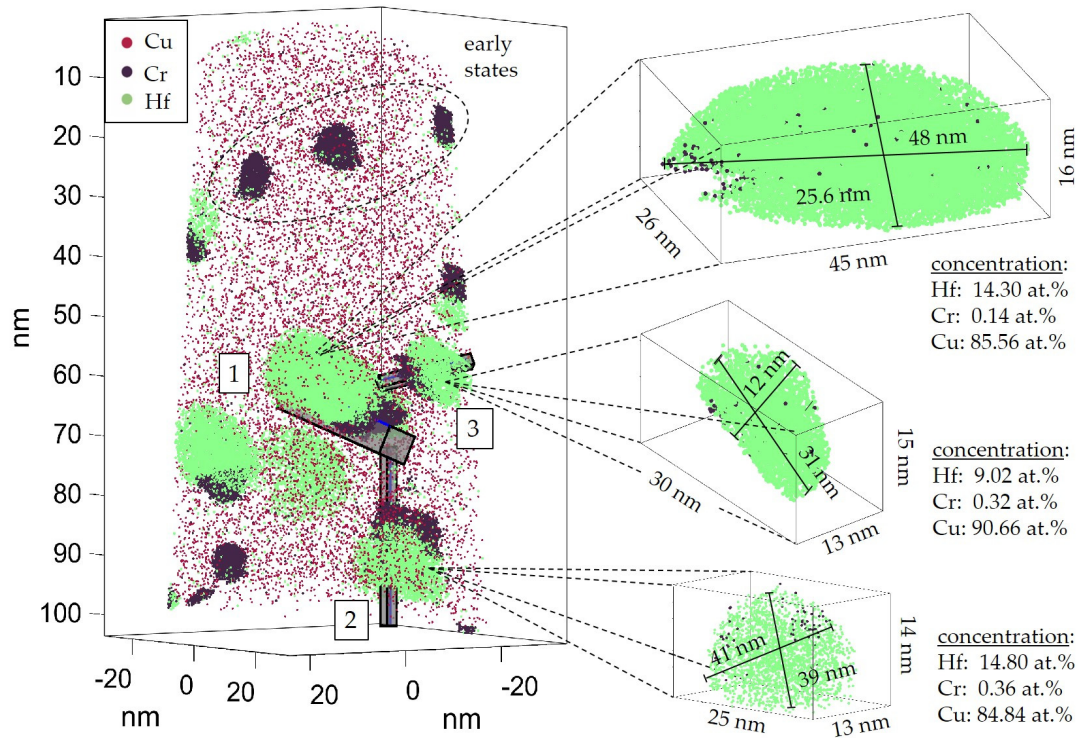 Cu
Cr
Hf
early
states
10
20
30
40
50
60
70
80
90
100
nm
-20
0
20
nm
0
-20
nm
1
2
3
48 nm
25.6 nm
16 nm
26 nm
45 nm
concentration:
Hf: 14.30 at.%
Cr: 0.14 at.%
Cu: 85.56 at.%
12 nm
31 nm
15 nm
30 nm
13 nm
concentration:
Hf: 9.02 at.%
Cr: 0.32 at.%
Cu: 90.66 at.%
41 nm
39 nm
14 nm
25 nm
13 nm
concentration:
Hf: 14.80 at.%
Cr: 0.36 at.%
Cu: 84.84 at.%